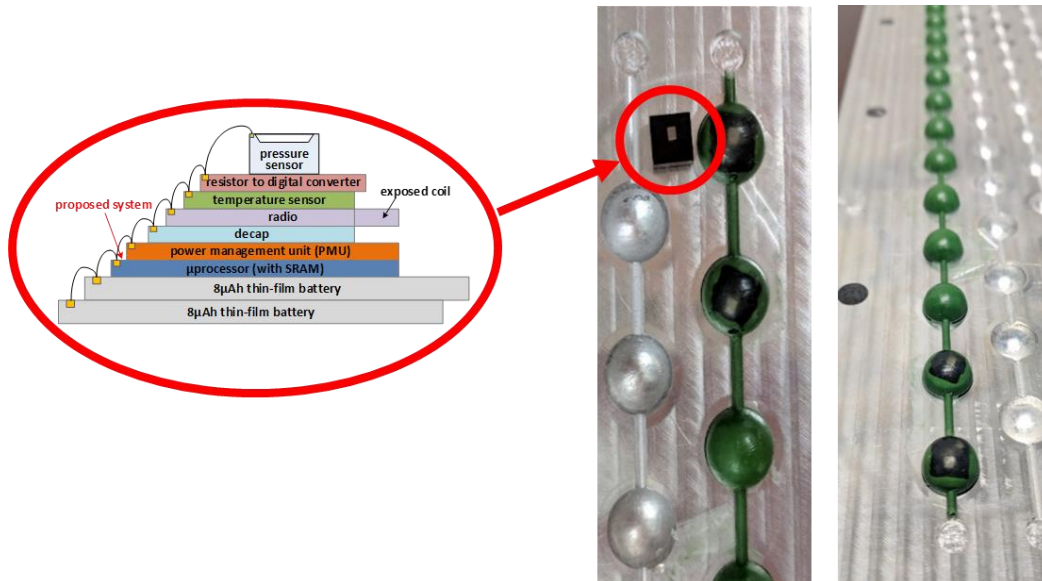 pressure
sensor
resistor to digital converter
exposed coil
temperature sensor
proposed system
radio
decap
power management unit (PMU)
µprocessor (with SRAM)
8µAh thin-film battery
8µAh thin-film battery